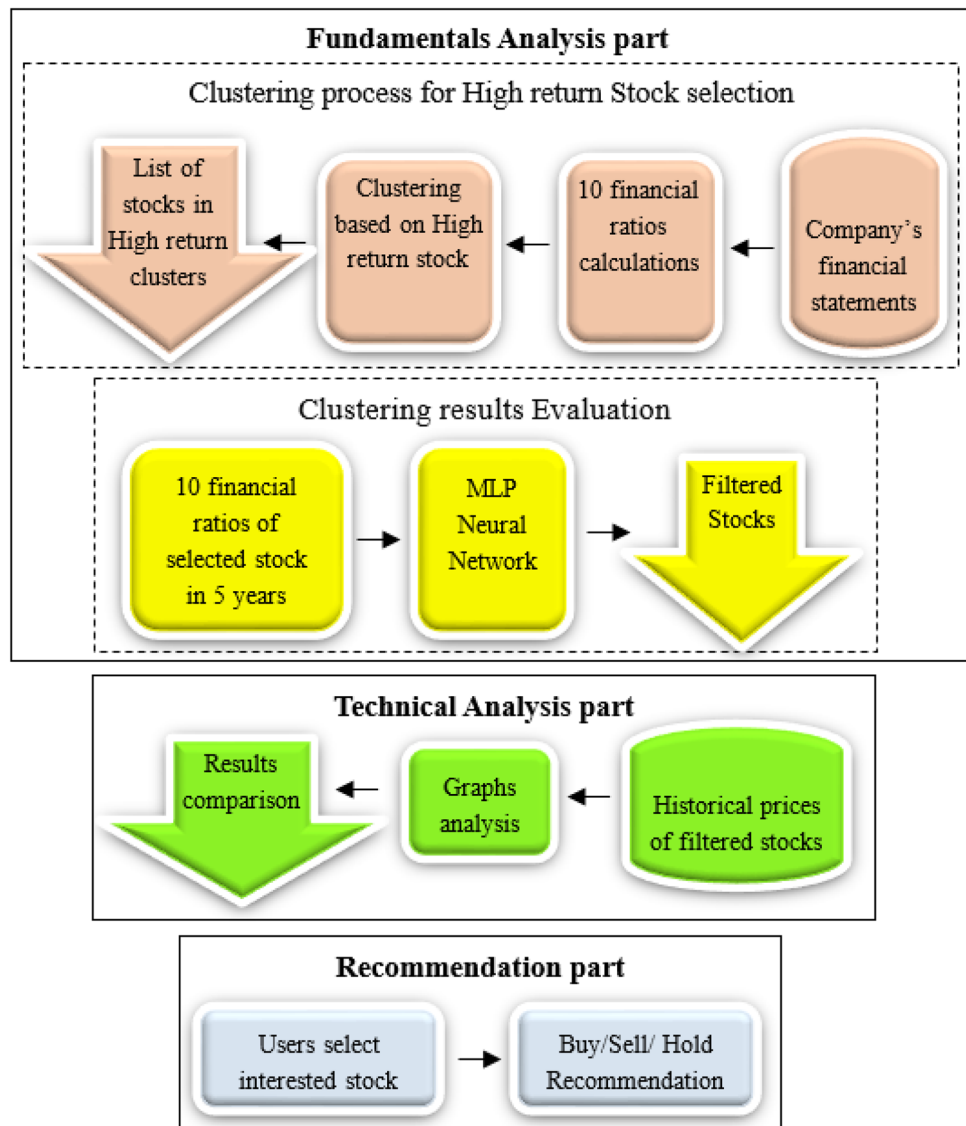 Fundamentals Analysis part
Clustering process for High return Stock selection
List of
stocks in
High return
clusters
Clustering
based on High
return stock
10 financial
ratios
calculations
Company’s
financial
statements
Clustering results Evaluation
10 financial
ratios of
selected stock
in 5 years
MLP
Neural
Network
Filtered
Stocks
Technical Analysis part
Results
comparison
Graphs
analysis
Historical prices
of filtered stocks
Recommendation part
Users select
interested stock
Buy/Sell/ Hold
Recommendation